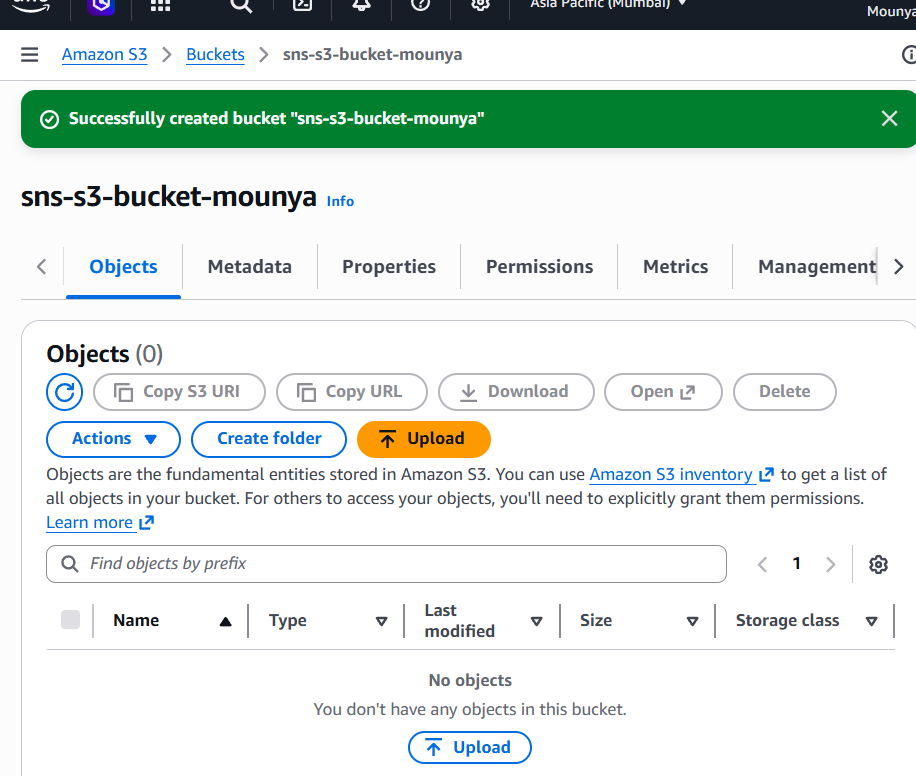 Asia Pacific (Mumbai)
Mounya
Amazon S3
Buckets
sns-s3-bucket-mounya
Successfully created bucket "sns-s3-bucket-mounya"
sns-s3-bucket-mounya Info
Objects
Metadata
Properties
Permissions
Metrics
Management
Objects (0)
Copy S3 URI
Copy URL
Download
Open
Delete
Actions
Create folder
Upload
Objects are the fundamental entities stored in Amazon S3. You can use Amazon S3 inventory to get a list of
all objects in your bucket. For others to access your objects, you'll need to explicitly grant them permissions.
Learn more
Find objects by prefix
1
Name
Type
Last
modified
Size
Storage class
No objects
You don't have any objects in this bucket.
Upload